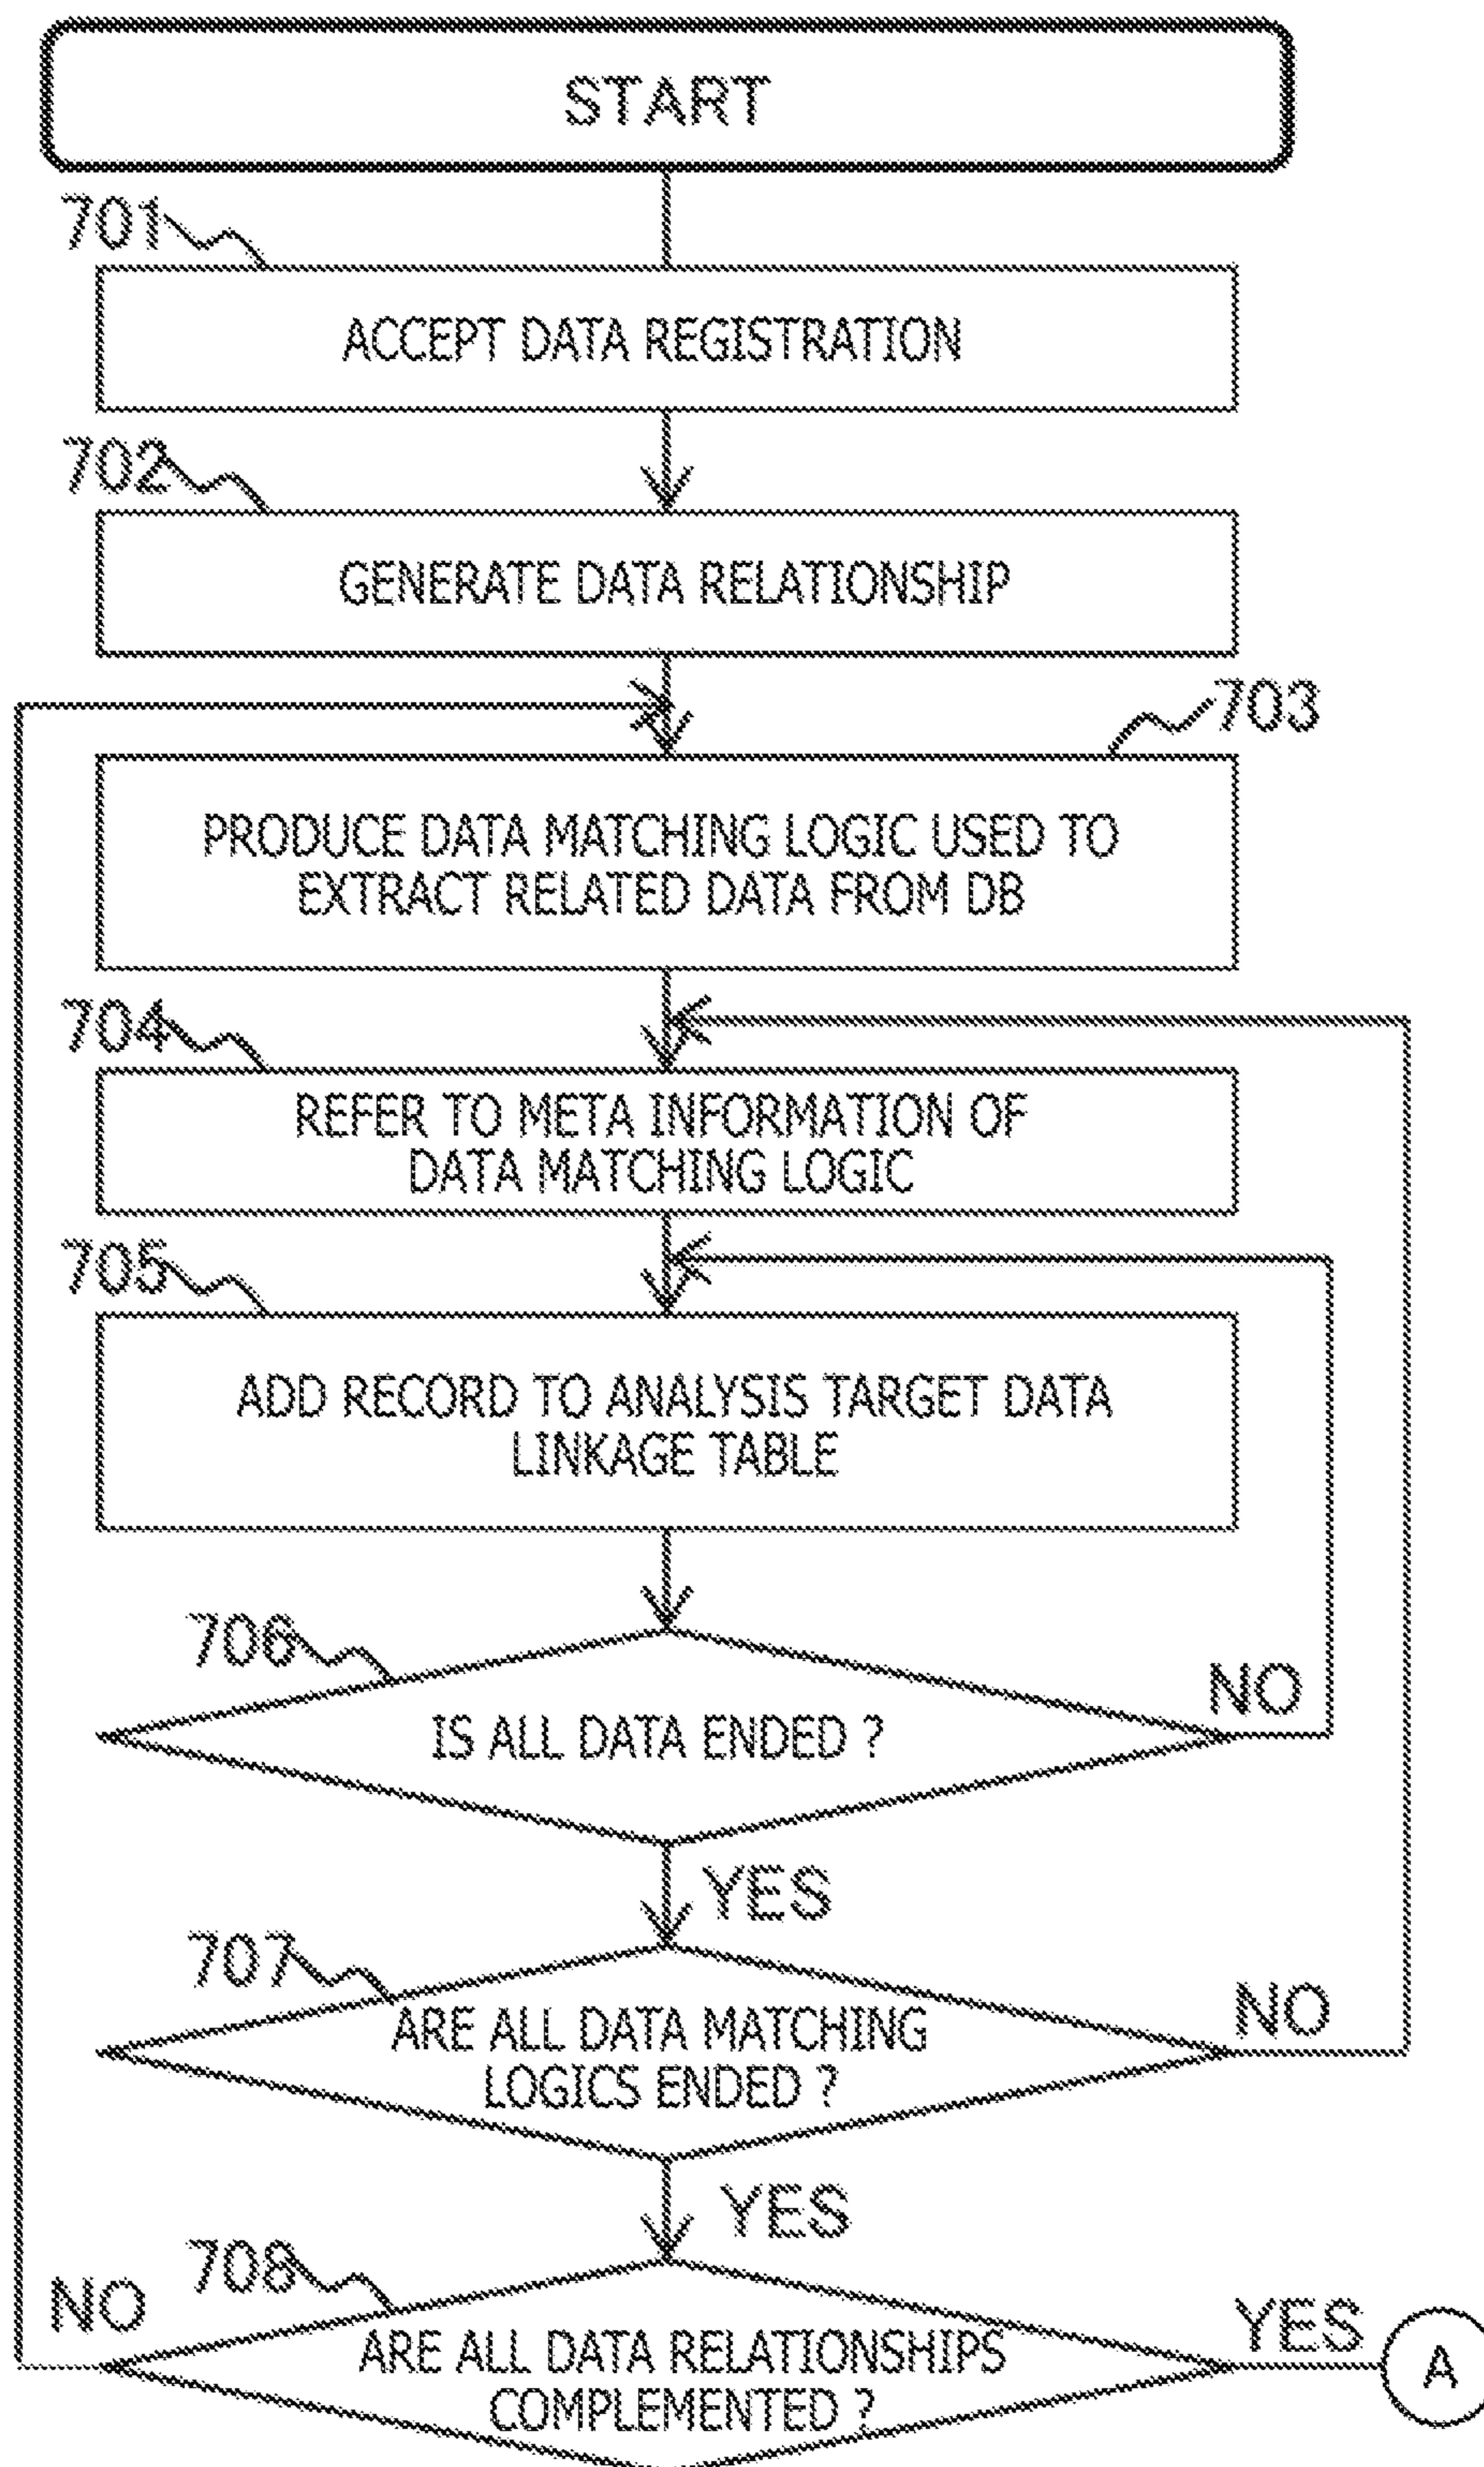 START
701
ACCEPT DATA REGISTRATION
702
GENERATE DATA RELATIONSHIP
703
PRODUCE DATA MATCHING LOGIC USED TO
EXTRACT RELATED DATA FROM DB
704
REFER TO META INFORMATION OF
DATA MATCHING LOGIC
705
ADD RECORD TO ANALYSIS TARGET DATA
LINKAGE TABLE
706
NO
IS ALL DATA ENDED ?
YES
707
NO
ARE ALL DATA MATCHING
LOGICS ENDED ?
YES
708
NO
YES
ARE ALL DATA RELATIONSHIPS
COMPLEMENTED ?
A